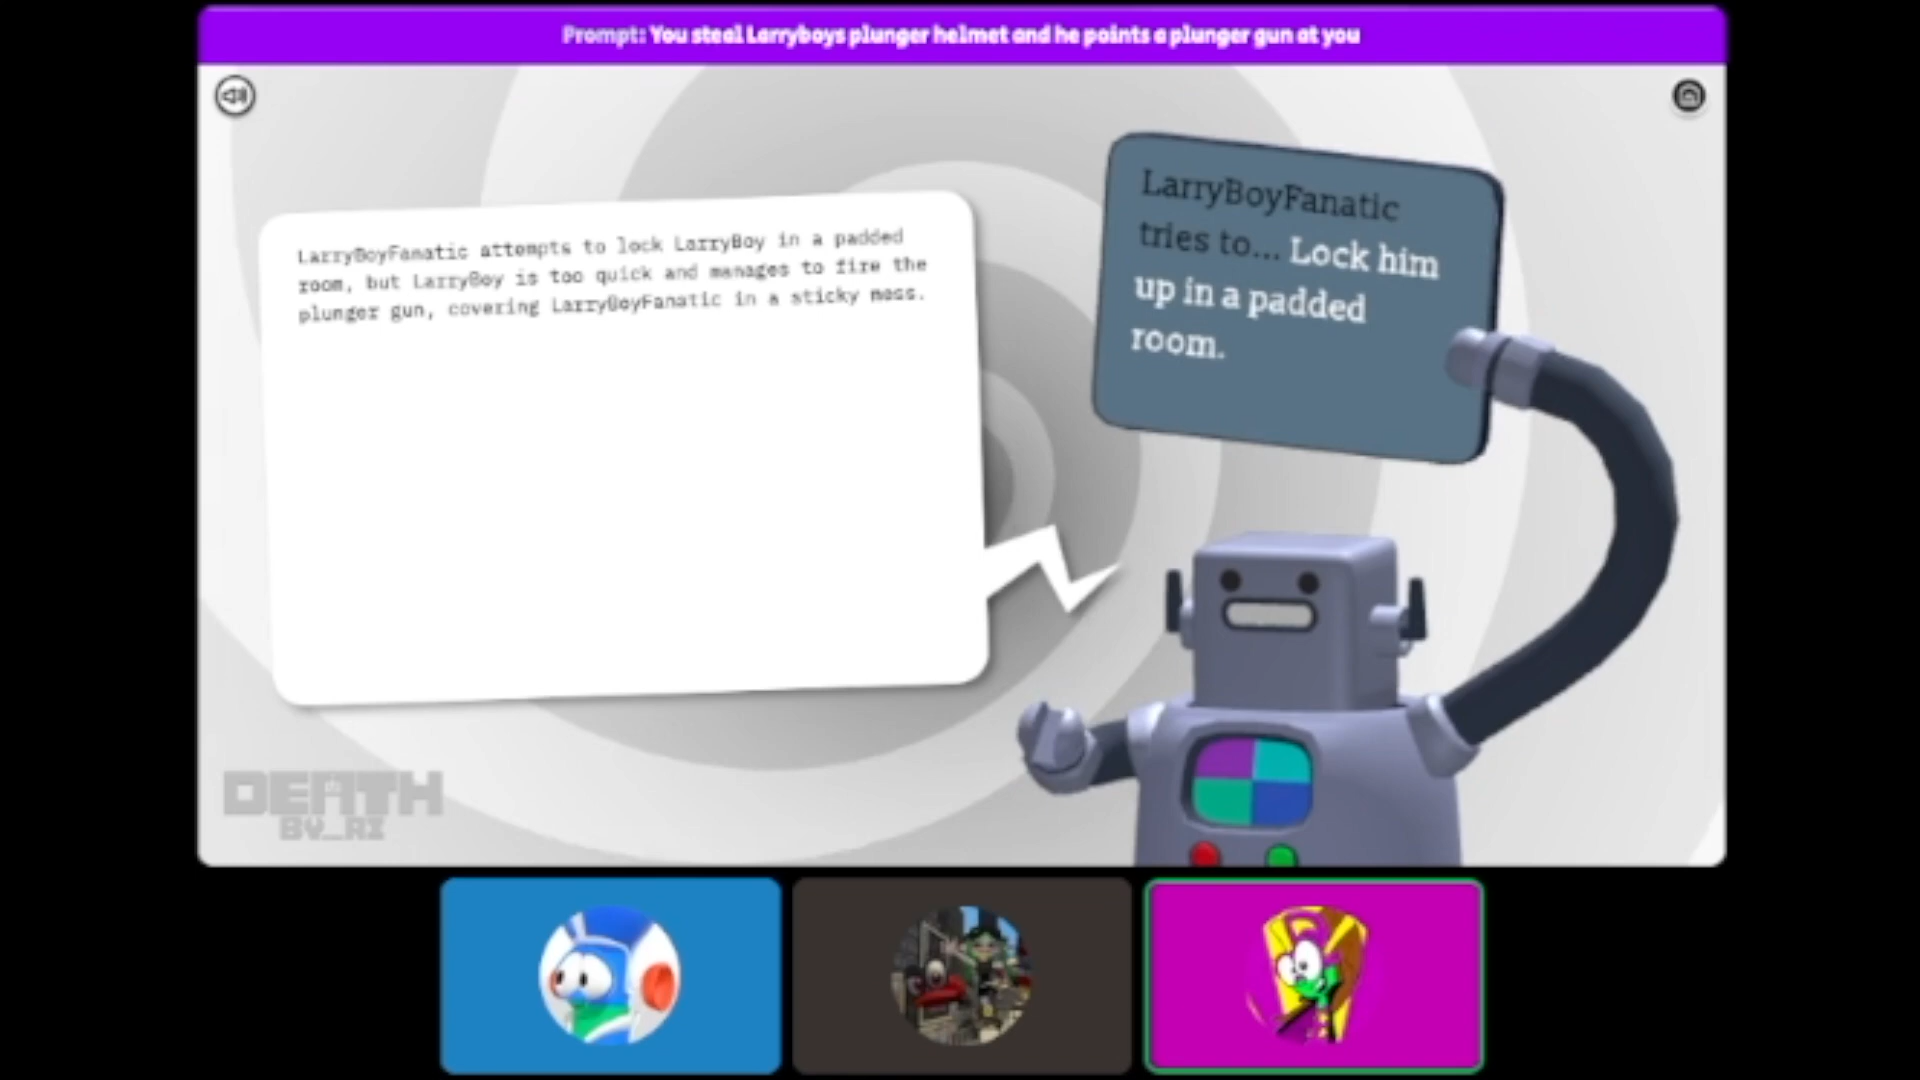 Prompt: You steal Larryboys plunger helmet and he points a plunger gun at you
LarryBoyFanatic
tries to... Lock him
up in a padded
room.
LarryBoyFanatic attempts to lock LarryBoy in a padded
room, but LarryBoy is too quick and manages to fire the
plunger gun, covering LarryBoyFanatic in a sticky mess.
DEATH
BY_AI